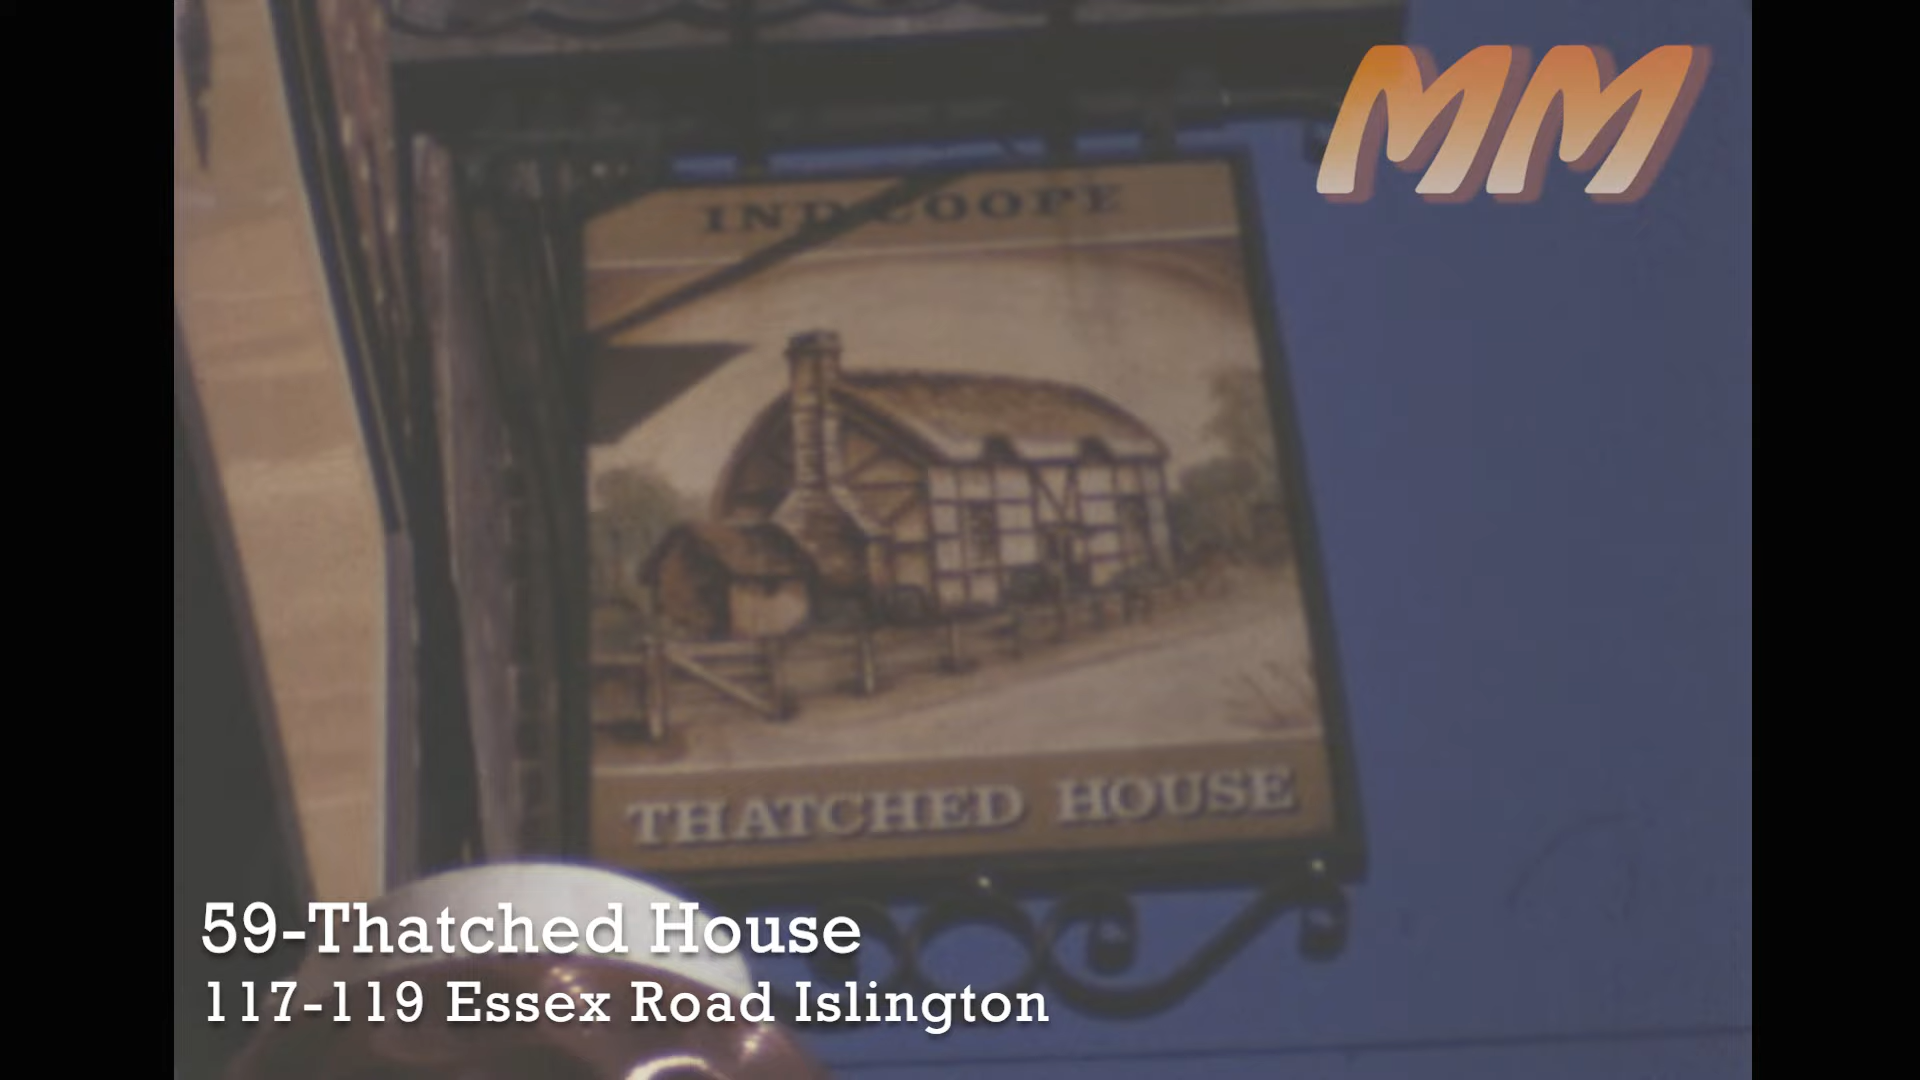 MM
IND COOPE
THATCHED HOUSE
59-Thatched House
117-119 Essex Road Islington